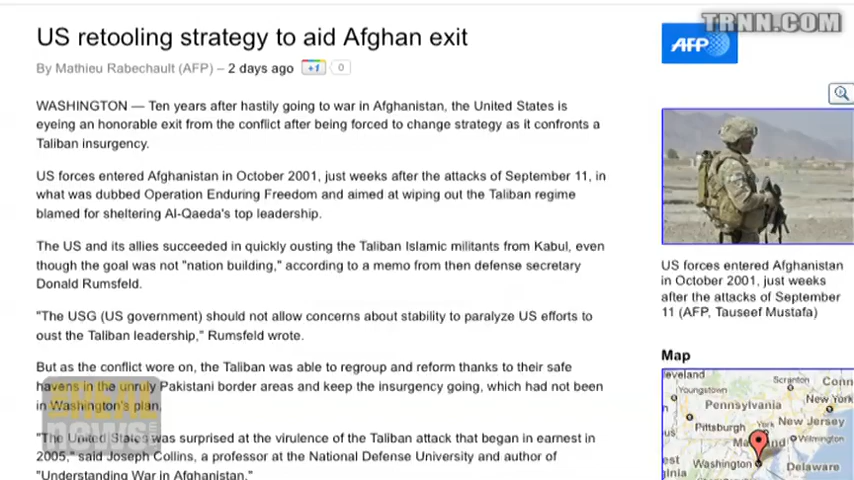 TRNN.COM
US retooling strategy to aid Afghan exit
AFP
By Mathieu Rabechault (AFP) – 2 days ago +1 0
WASHINGTON — Ten years after hastily going to war in Afghanistan, the United States is
eyeing an honorable exit from the conflict after being forced to change strategy as it confronts a
Taliban insurgency.
US forces entered Afghanistan in October 2001, just weeks after the attacks of September 11, in
what was dubbed Operation Enduring Freedom and aimed at wiping out the Taliban regime
blamed for sheltering Al-Qaeda's top leadership.
The US and its allies succeeded in quickly ousting the Taliban Islamic militants from Kabul, even
though the goal was not "nation building," according to a memo from then defense secretary
Donald Rumsfeld.
"The USG (US government) should not allow concerns about stability to paralyze US efforts to
oust the Taliban leadership," Rumsfeld wrote.
But as the conflict wore on, the Taliban was able to regroup and reform thanks to their safe
havens in the unruly Pakistani border areas and keep the insurgency going, which had not been
in Washington's plan.
"The United States was surprised at the virulence of the Taliban attack that began in earnest in
2005," said Joseph Collins, a professor at the National Defense University and author of
"Understanding War in Afghanistan."
US forces entered Afghanistan
in October 2001, just weeks
after the attacks of September
11 (AFP, Tauseef Mustafa)
Map
eveland
Scranton
Conn
Youngstown
New York
Pennsylvania
Pittsburgh
York
New Jersey
Wilmington
Washington
Delaware
news